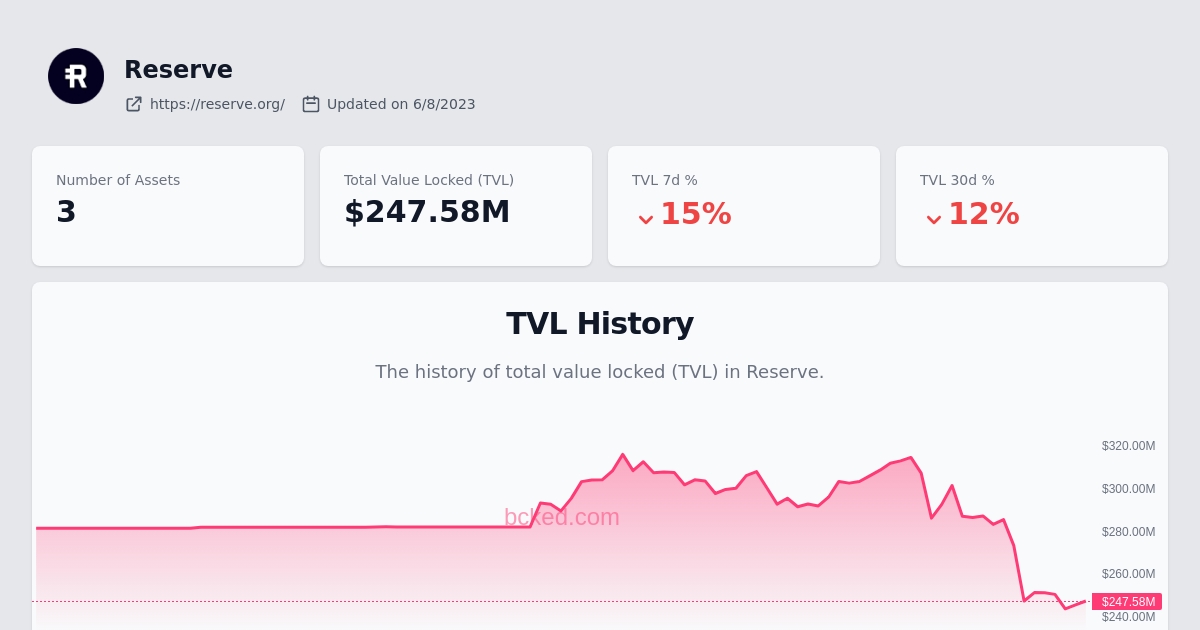 Reserve
https://reserve.org/ Updated on 6/8/2023
Number of Assets
3
Total Value Locked (TVL)
$247.58M
TVL 7d %
15%
TVL 30d %
12%
TVL History
The history of total value locked (TVL) in Reserve.
$320.00M
$300.00M
bcked.com
$280.00M
$260.00M
$247.58M
$240.00M